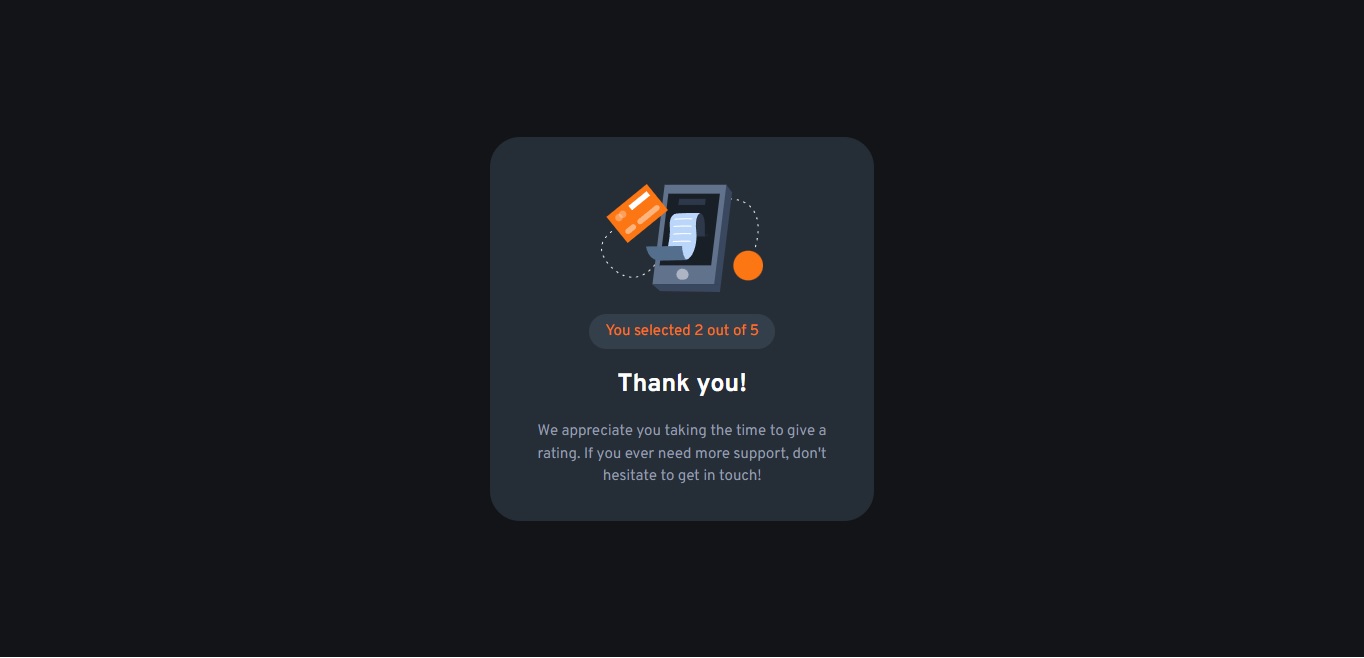 You selected 2 out of 5
Thank you!
We appreciate you taking the time to give a
rating. If you ever need more support, don't
hesitate to get in touch!